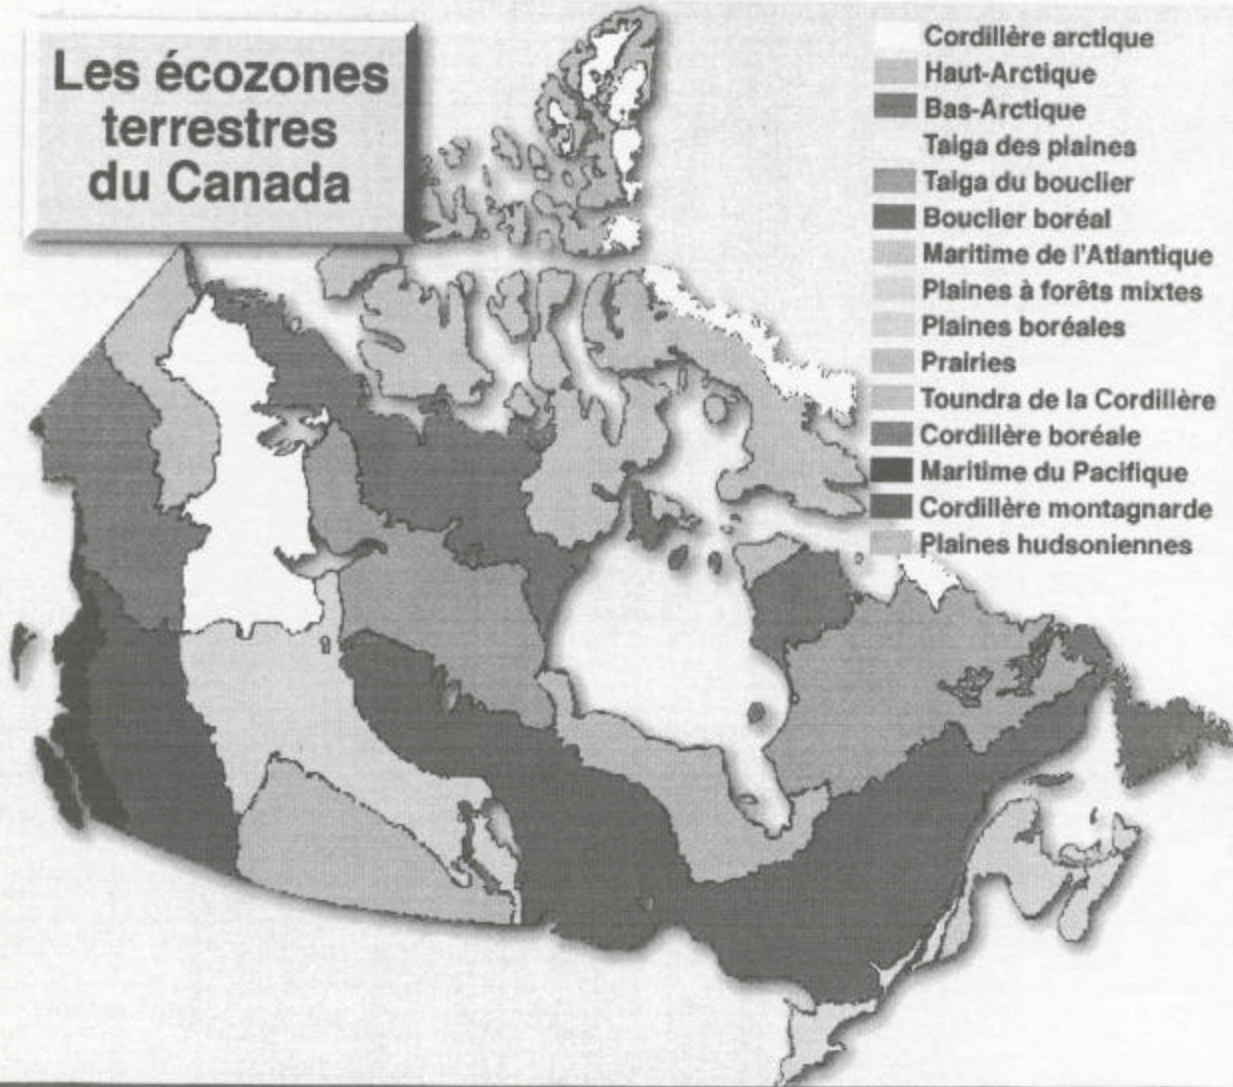 Les écozones
terrestres
du Canada
Cordillère arctique
Haut-Arctique
Bas-Arctique
Taiga des plaines
Taiga du bouclier
Bouclier boréal
Maritime de l'Atlantique
Plaines à forêts mixtes
Plaines boréales
Prairies
Toundra de la Cordillère
Cordillère boréale
Maritime du Pacifique
Cordillère montagnarde
Plaines hudsoniennes